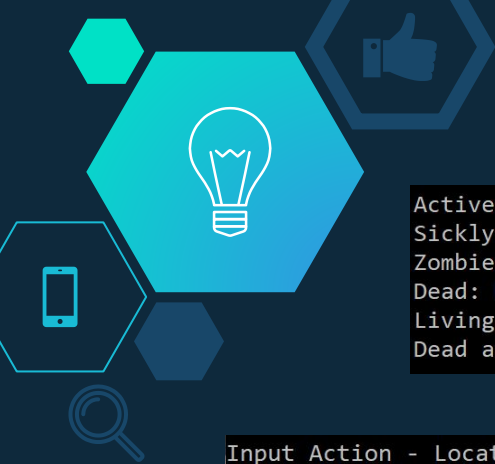 Active
Sickly
Zombie
Dead:
Living
Dead a
Input Action - Locat